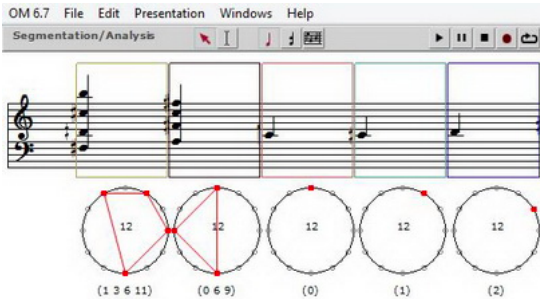 OM 6.7 File Edit Presentation Windows Help
Segmentation/Analysis
12 12 12 12 12
(1 3 6 11) (0 6 9) (0) (1) (2)